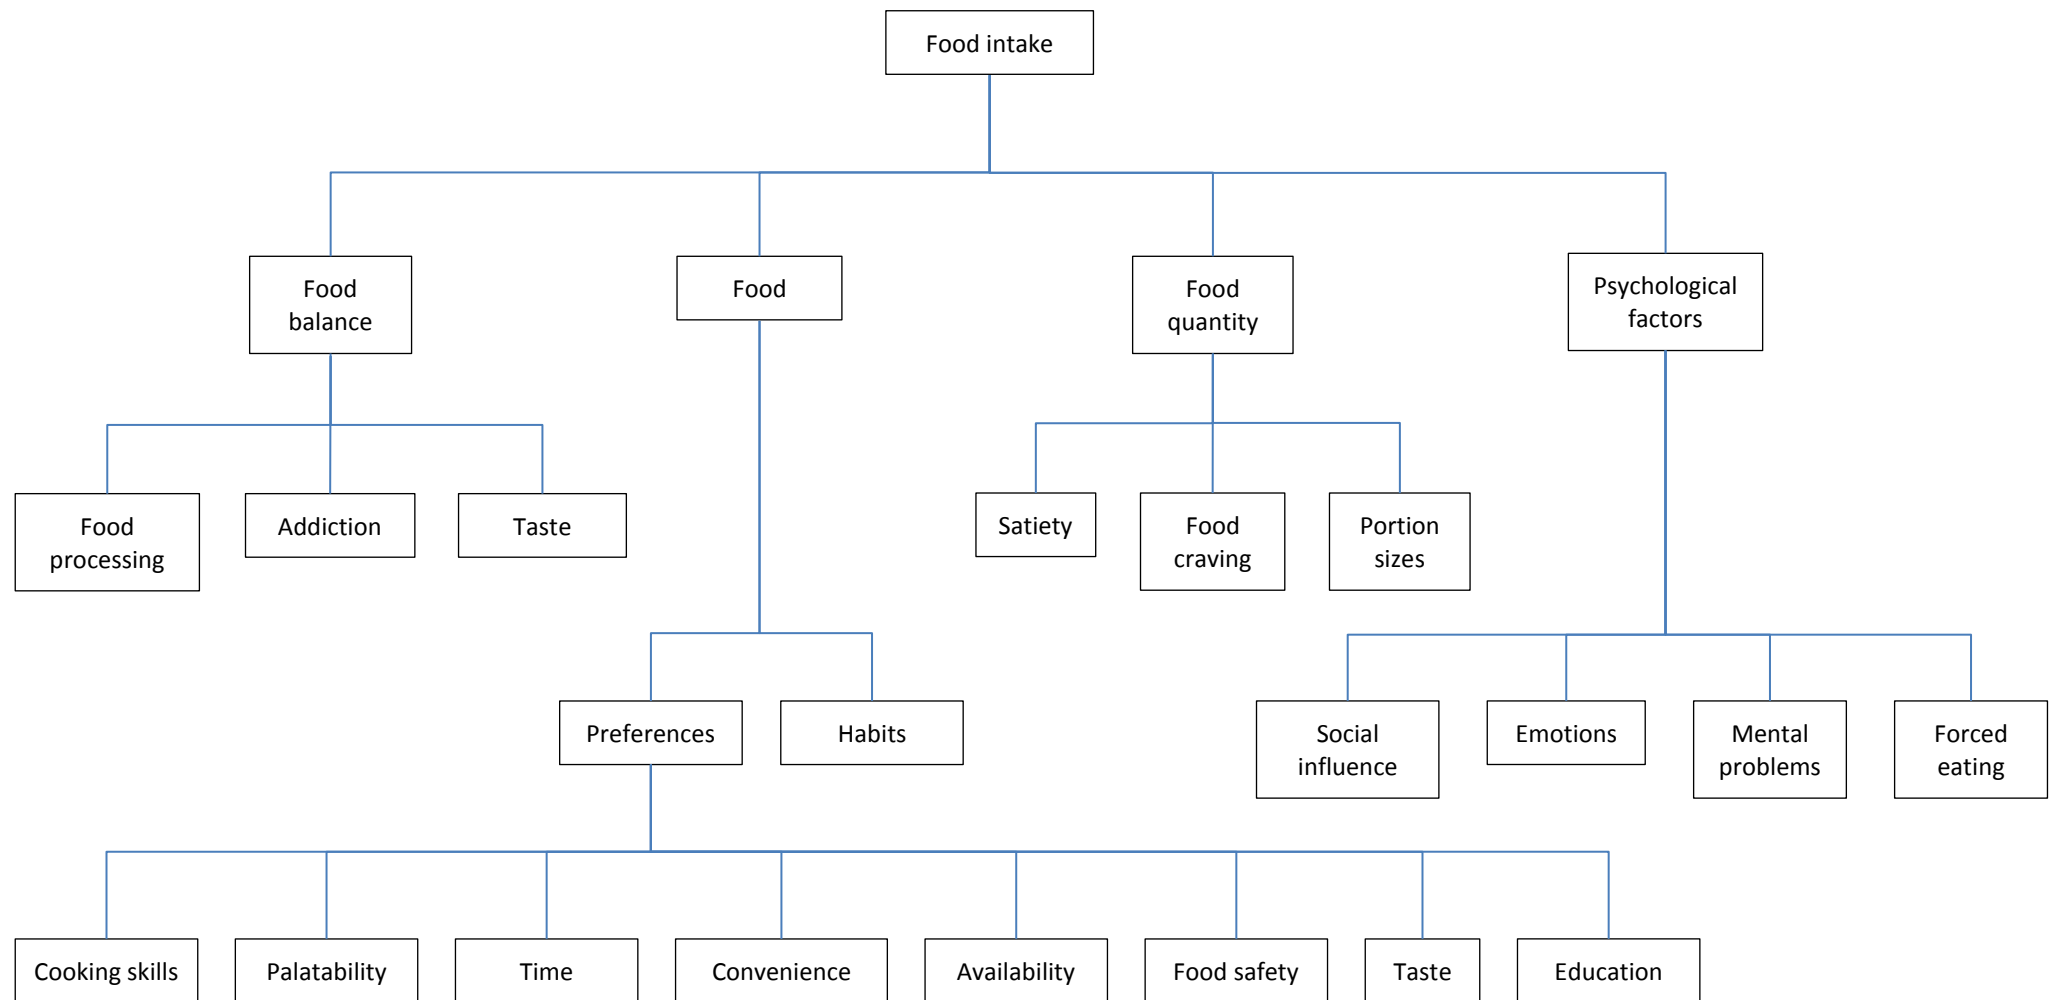 Food intake
Food
balance
Food
Food
quantity
Psychological
factors
Food
processing
Addiction
Taste
Satiety
Food
craving
Portion
sizes
Preferences
Habits
Social
influence
Emotions
Mental
problems
Forced
eating
Cooking skills
Palatability
Time
Convenience
Availability
Food safety
Taste
Education